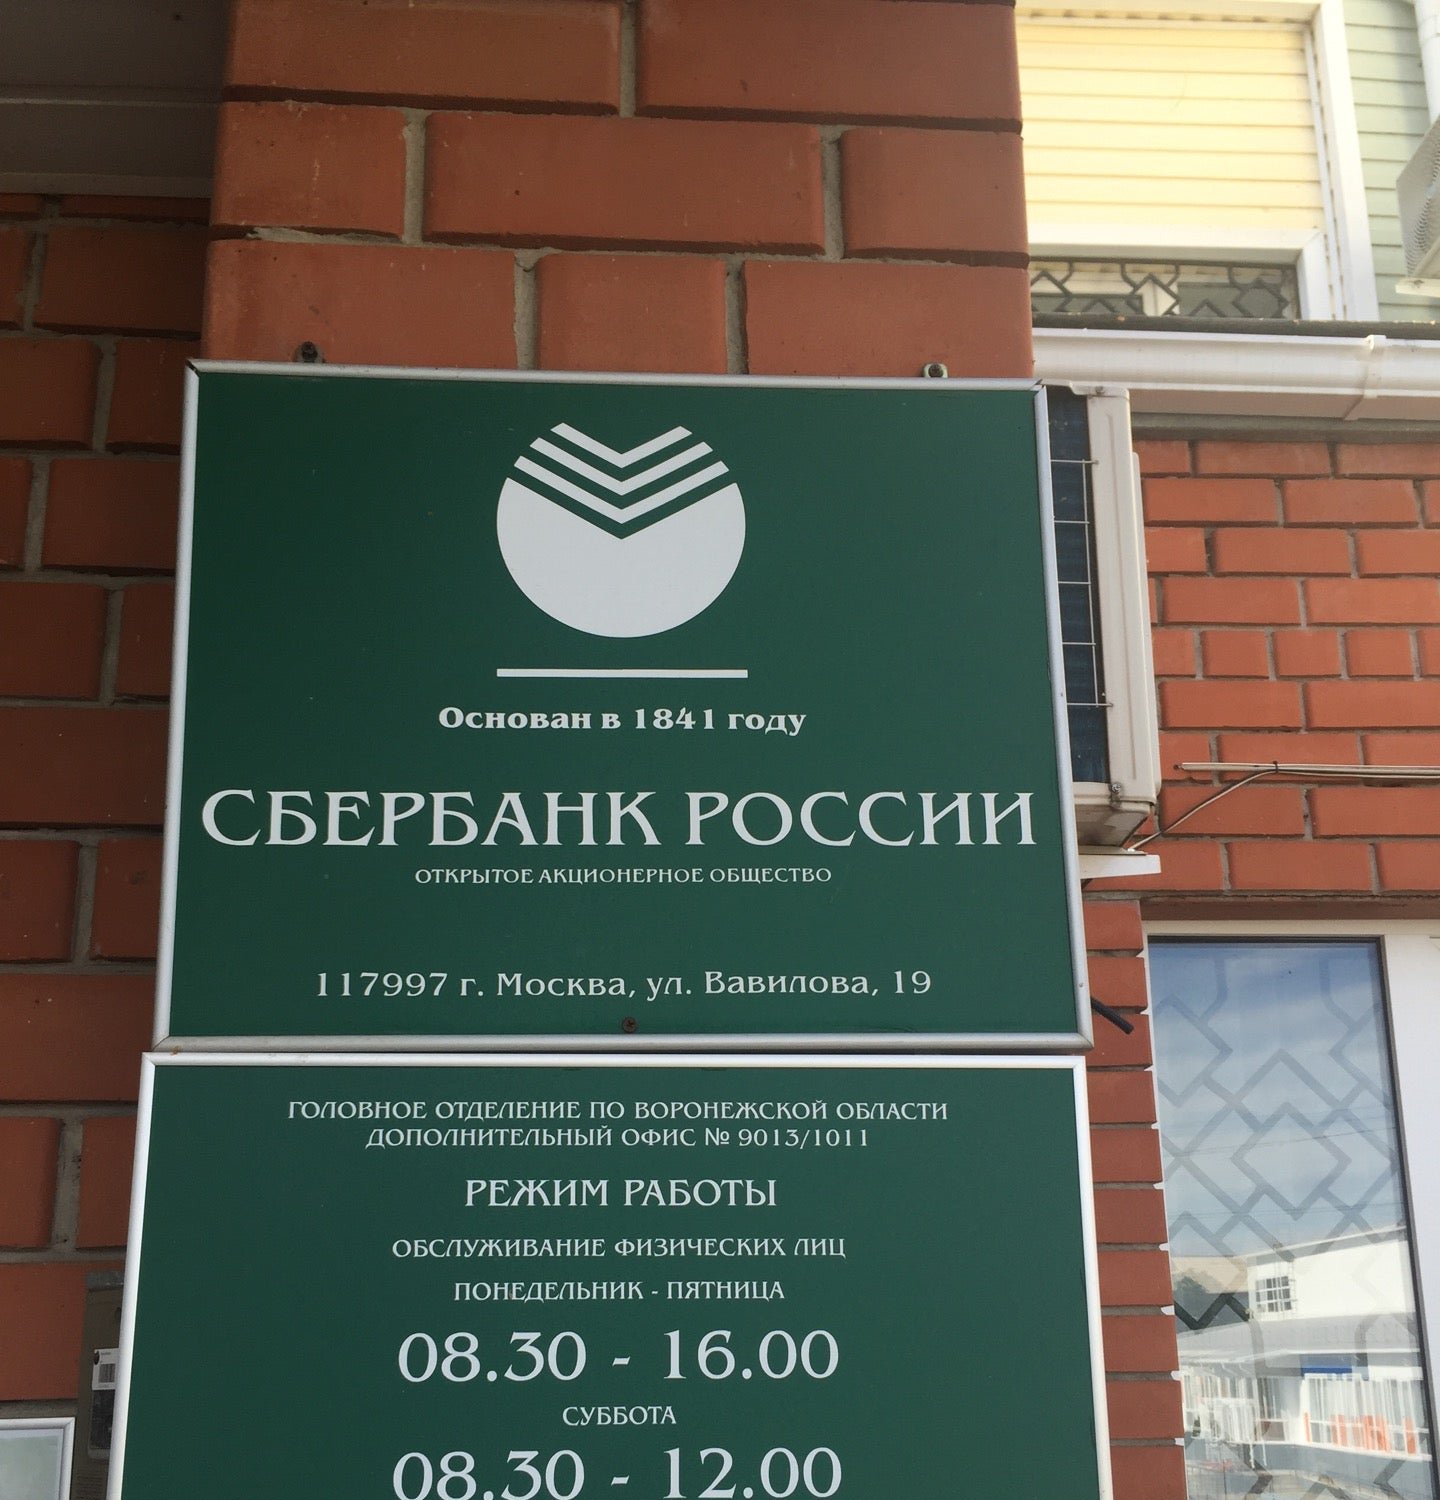 Основан в 1841 году
СБЕРБАНК РОССИИ
ОТКРЫТОЕ АКЦИОНЕРНОЕ ОБЩЕСТВО
117997 г. Москва, ул. Вавилова, 19
ГОЛОВНОЕ ОТДЕЛЕНИЕ ПО ВОРОНЕЖСКОЙ ОБЛАСТИ
ДОПОЛНИТЕЛЬНЫЙ ОФИС № 9013/1011
РЕЖИМ РАБОТЫ
ОБСЛУЖИВАНИЕ ФИЗИЧЕСКИХ ЛИЦ
ПОНЕДЕЛЬНИК - ПЯТНИЦА
08.30 - 16.00
СУББОТА
08.30 - 12.00